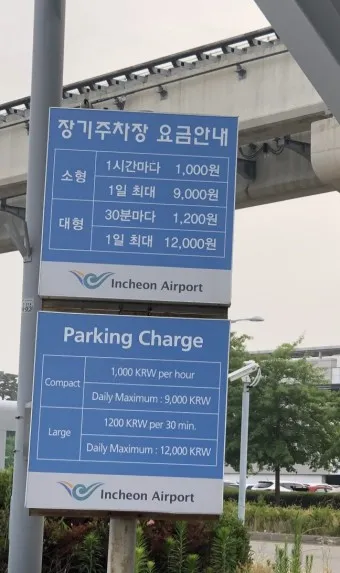 장기주차장 요금안내
소형 1시간마다 1,000원
1일 최대 9,000원
대형 30분마다 1,200원
1일 최대 12,000원
Incheon Airport
Parking Charge
Compact 1,000 KRW per hour
Daily Maximum : 9,000 KRW
Large 1200 KRW per 30 min.
Daily Maximum : 12,000 KRW
Incheon Airport